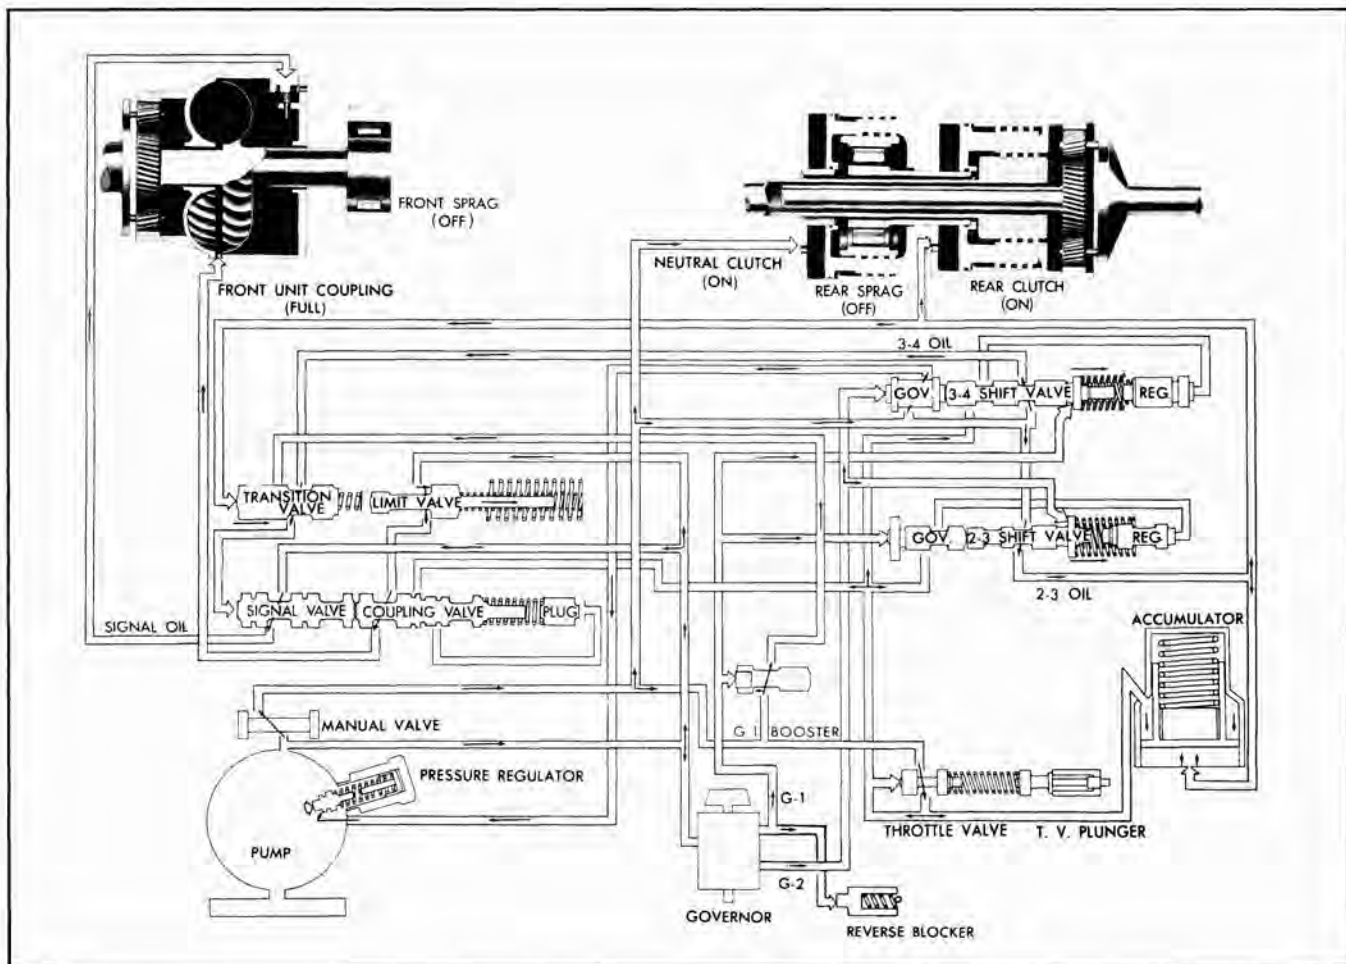 FRONT SPRAG
(OFF)
FRONT UNIT COUPLING
(FULL)
NEUTRAL CLUTCH
(ON)
REAR SPRAG
(OFF)
REAR CLUTCH
(ON)
3-4 OIL
GOV.
3-4 SHIFT VALVE
REG.
TRANSITION
VALVE
LIMIT VALVE
GOV.
2-3 SHIFT VALVE
REG.
2-3 OIL
SIGNAL VALVE
COUPLING VALVE
PLUG
SIGNAL OIL
ACCUMULATOR
MANUAL VALVE
G-1 BOOSTER
PRESSURE REGULATOR
G-1
THROTTLE VALVE
T. V. PLUNGER
PUMP
G-2
GOVERNOR
REVERSE BLOCKER